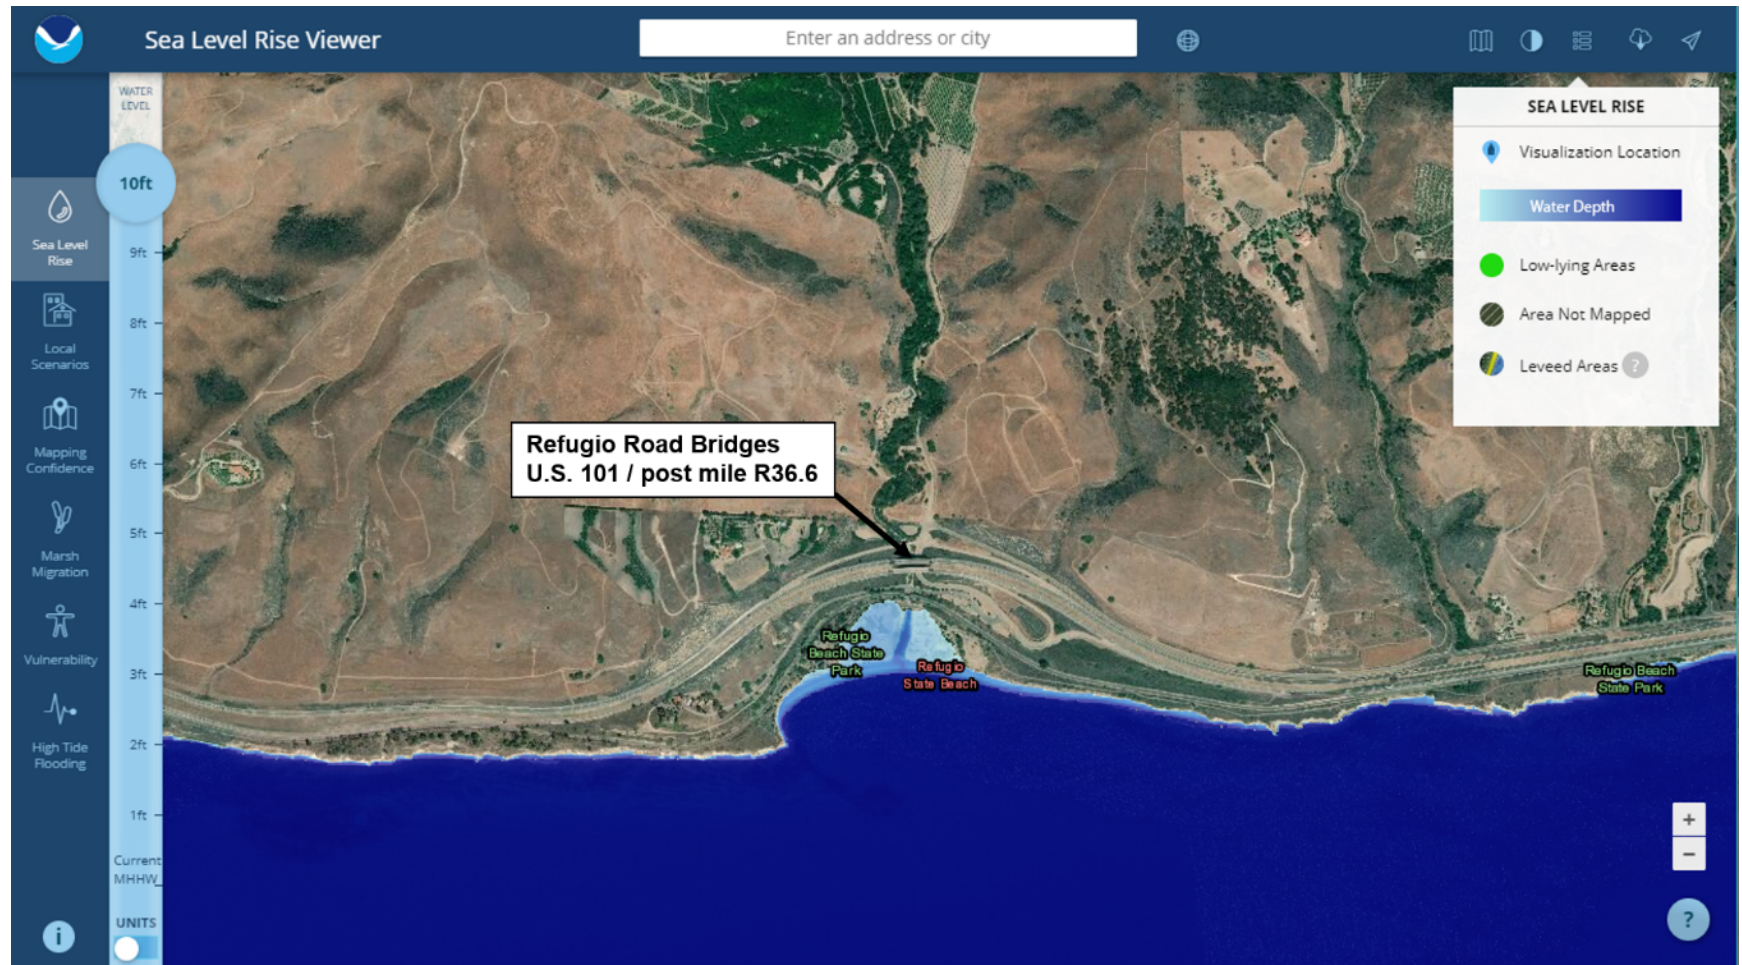 Sea Level Rise Viewer
Enter an address or city
WATER
LEVEL
10ft
9ft
8ft
7ft
6ft
5ft
4ft
3ft
2ft
1ft
Current
MHHW
UNITS
Sea Level
Rise
Local
Scenarios
Mapping
Confidence
Marsh
Migration
Vulnerability
High Tide
Flooding
i
SEA LEVEL RISE
Visualization Location
Water Depth
Low-lying Areas
Area Not Mapped
Leveed Areas ?
Refugio Road Bridges
U.S. 101 / post mile R36.6
Refugio
Beach State
Park
Refugio
State Beach
Refugio Beach
State Park
+
−
?